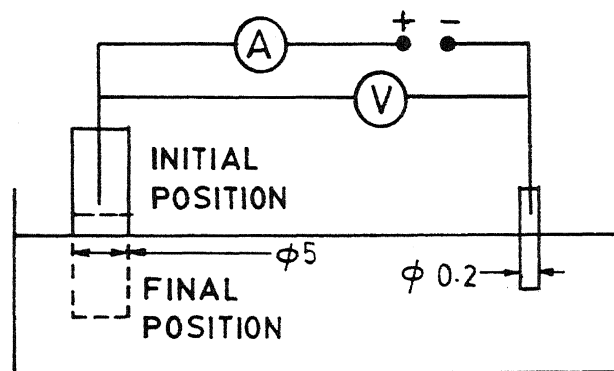 + -
A
V
INITIAL
POSITION
ϕ5
ϕ 0.2
FINAL
POSITION